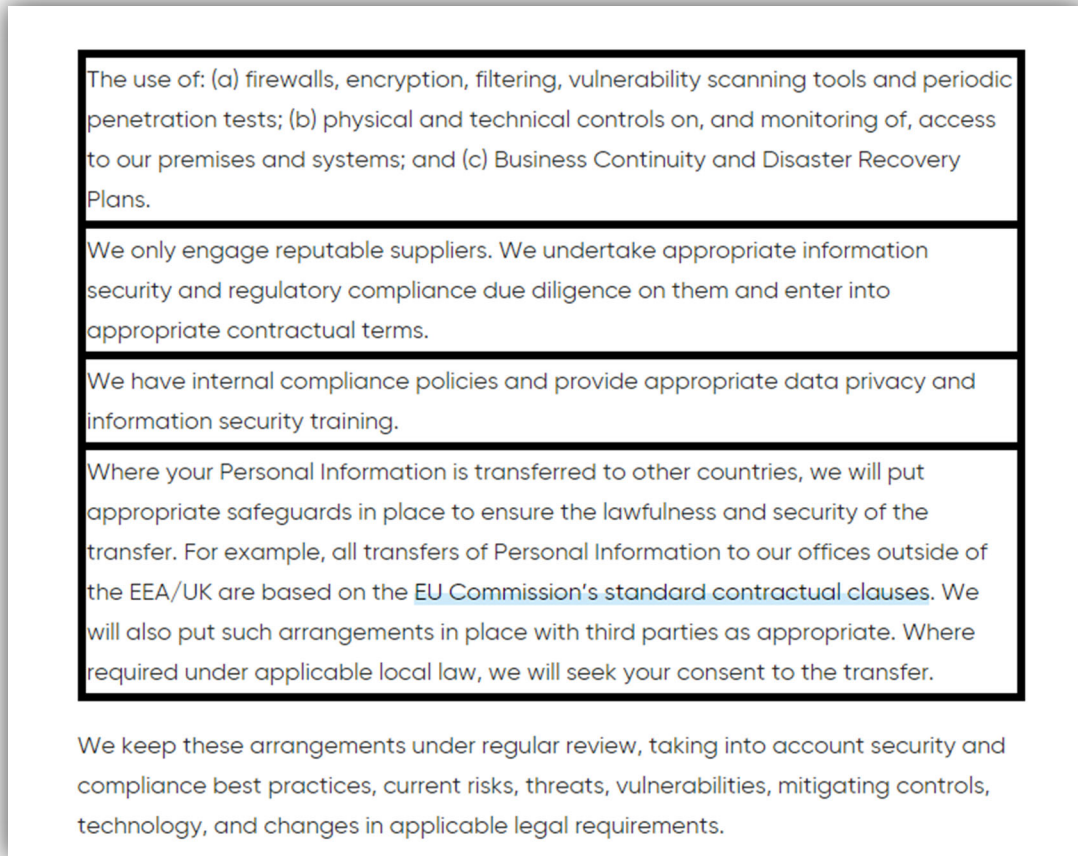 The use of: (a) firewalls, encryption, filtering, vulnerability scanning tools and periodic
penetration tests; (b) physical and technical controls on, and monitoring of, access
to our premises and systems; and (c) Business Continuity and Disaster Recovery
Plans.
We only engage reputable suppliers. We undertake appropriate information
security and regulatory compliance due diligence on them and enter into
appropriate contractual terms.
We have internal compliance policies and provide appropriate data privacy and
information security training.
Where your Personal Information is transferred to other countries, we will put
appropriate safeguards in place to ensure the lawfulness and security of the
transfer. For example, all transfers of Personal Information to our offices outside of
the EEA/UK are based on the EU Commission’s standard contractual clauses. We
will also put such arrangements in place with third parties as appropriate. Where
required under applicable local law, we will seek your consent to the transfer.
We keep these arrangements under regular review, taking into account security and
compliance best practices, current risks, threats, vulnerabilities, mitigating controls,
technology, and changes in applicable legal requirements.